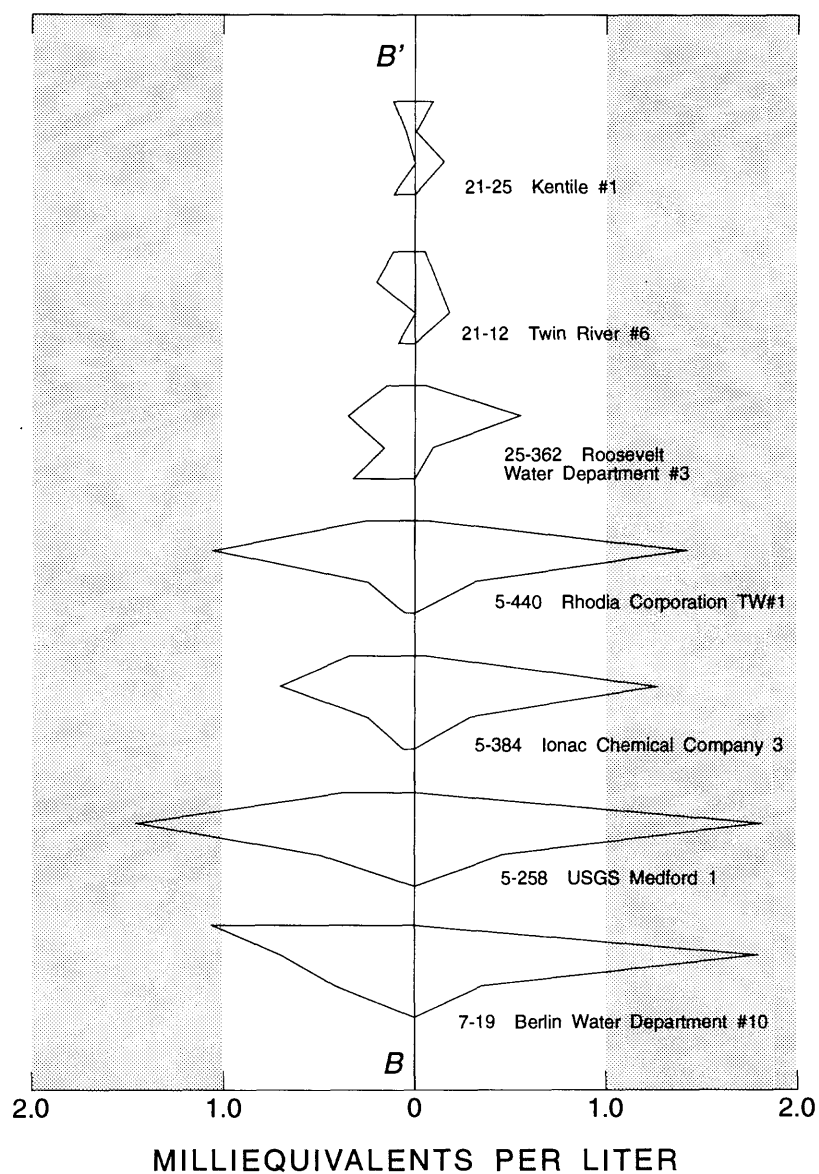 B'
21-25 Kentile #1
21-12 Twin River #6
25-362 Roosevelt
Water Department #3
5-440 Rhodia Corporation TW#1
5-384 Ionac Chemical Company 3
5-258 USGS Medford 1
7-19 Berlin Water Department #10
B
2.0 1.0 0 1.0 2.0
MILLIEQUIVALENTS PER LITER